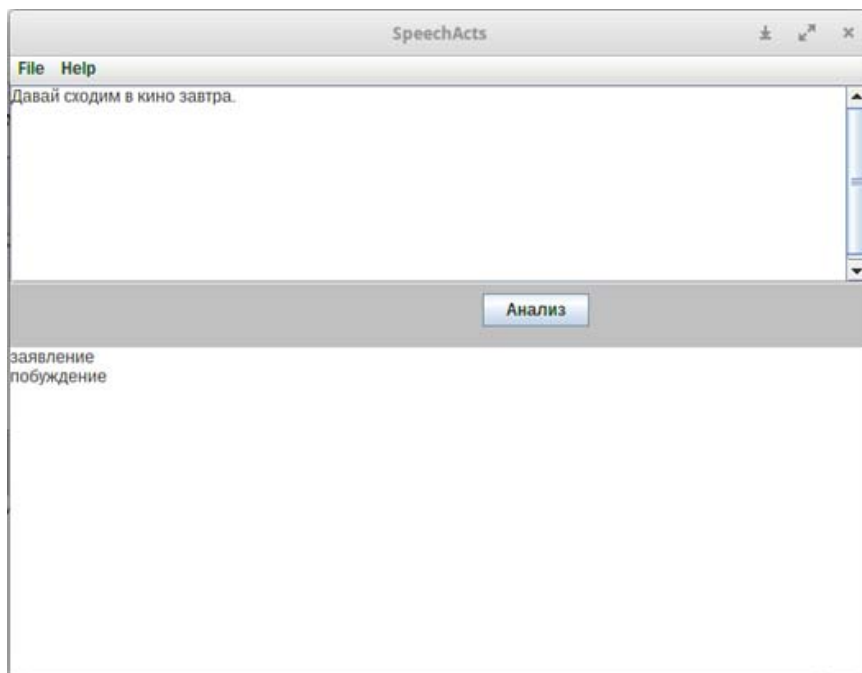 SpeechActs
File Help
Давай сходим в кино завтра.
Анализ
заявление
побуждение